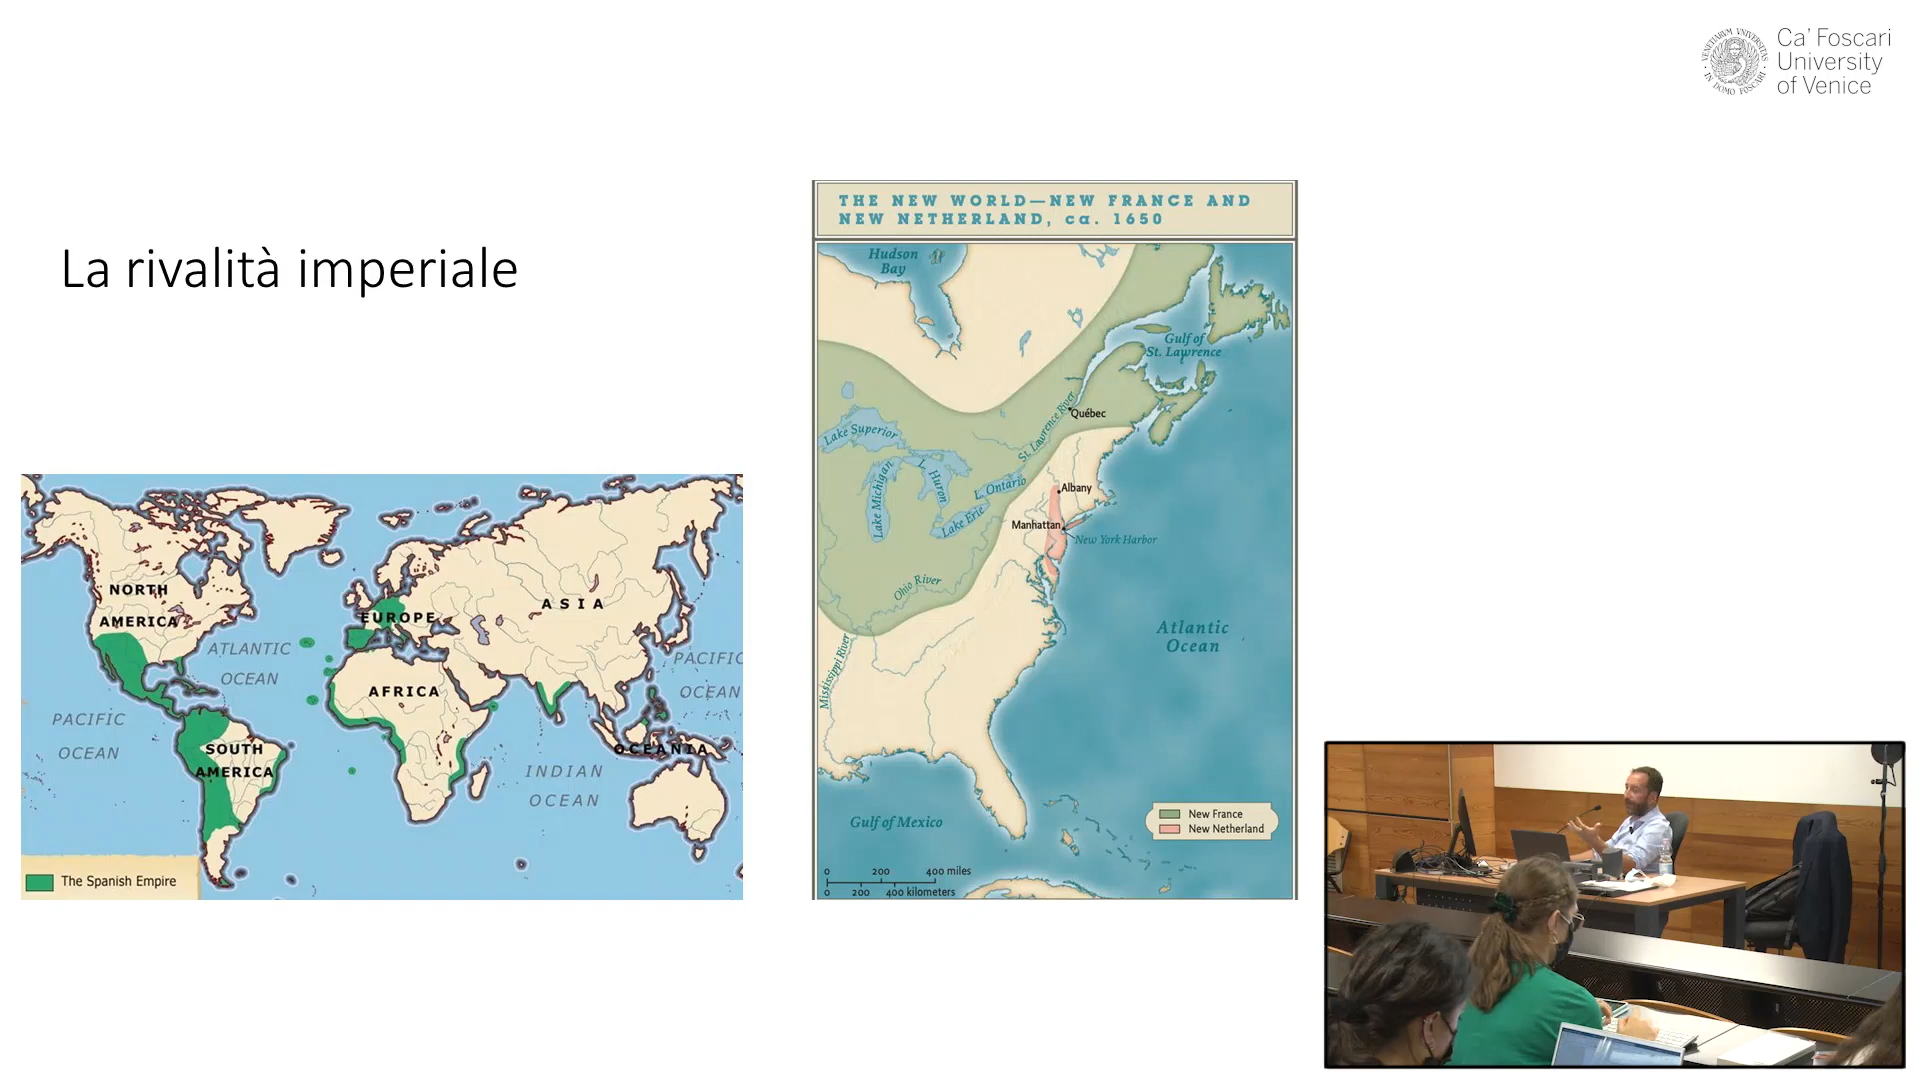 Ca' Foscari
University
of Venice
La rivalità imperiale
THE NEW WORLD—NEW FRANCE AND
NEW NETHERLAND, ca. 1650
Hudson
Bay
Gulf of
St. Lawrence
Québec
St. Lawrence River
Lake Superior
Lake Michigan
L. Huron
L. Ontario
Lake Erie
Albany
Manhattan
New York Harbor
Ohio River
Mississippi River
Atlantic
Ocean
Gulf of Mexico
New France
New Netherland
0 200 400 miles
0 200 400 kilometers
NORTH
AMERICA
EUROPE
ASIA
ATLANTIC
OCEAN
PACIFIC
OCEAN
AFRICA
PACIFIC
OCEAN
SOUTH
AMERICA
OCEANIA
INDIAN
OCEAN
The Spanish Empire